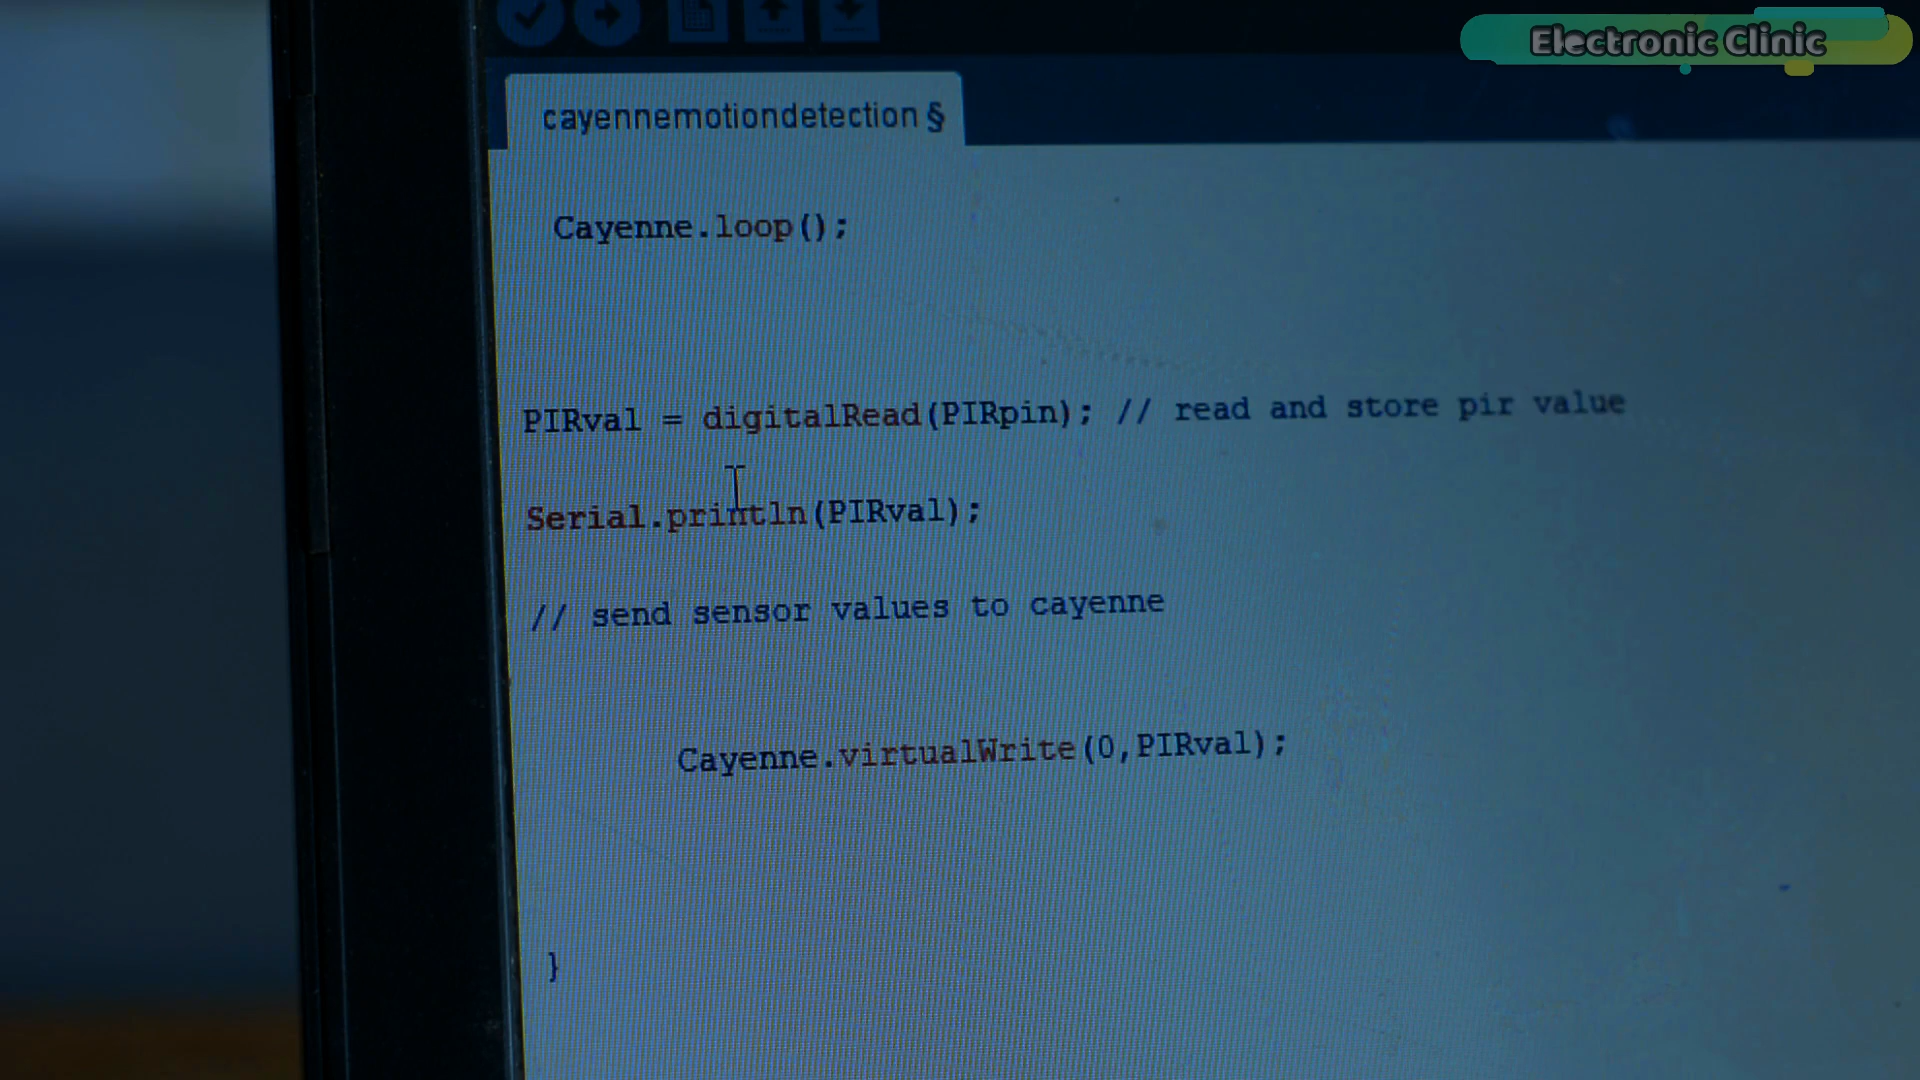 Electronic Clinic
cayennemotiondetection §
Cayenne.loop();
PIRval = digitalRead(PIRpin); // read and store pir value
Serial.println(PIRval);
// send sensor values to cayenne
Cayenne.virtualWrite(0,PIRval);
}